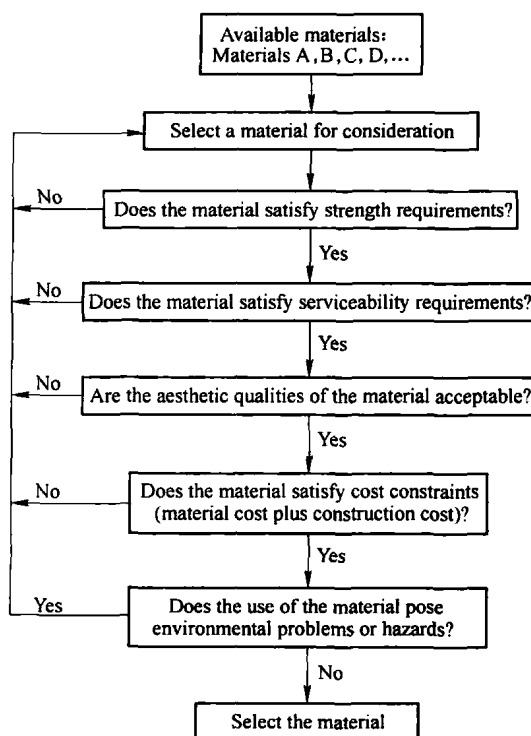 Available materials:
Materials A, B, C, D, ...
Select a material for consideration
No
Does the material satisfy strength requirements?
Yes
No
Does the material satisfy serviceability requirements?
Yes
No
Are the aesthetic qualities of the material acceptable?
Yes
No
Does the material satisfy cost constraints
(material cost plus construction cost)?
Yes
Yes
Does the use of the material pose
environmental problems or hazards?
No
Select the material